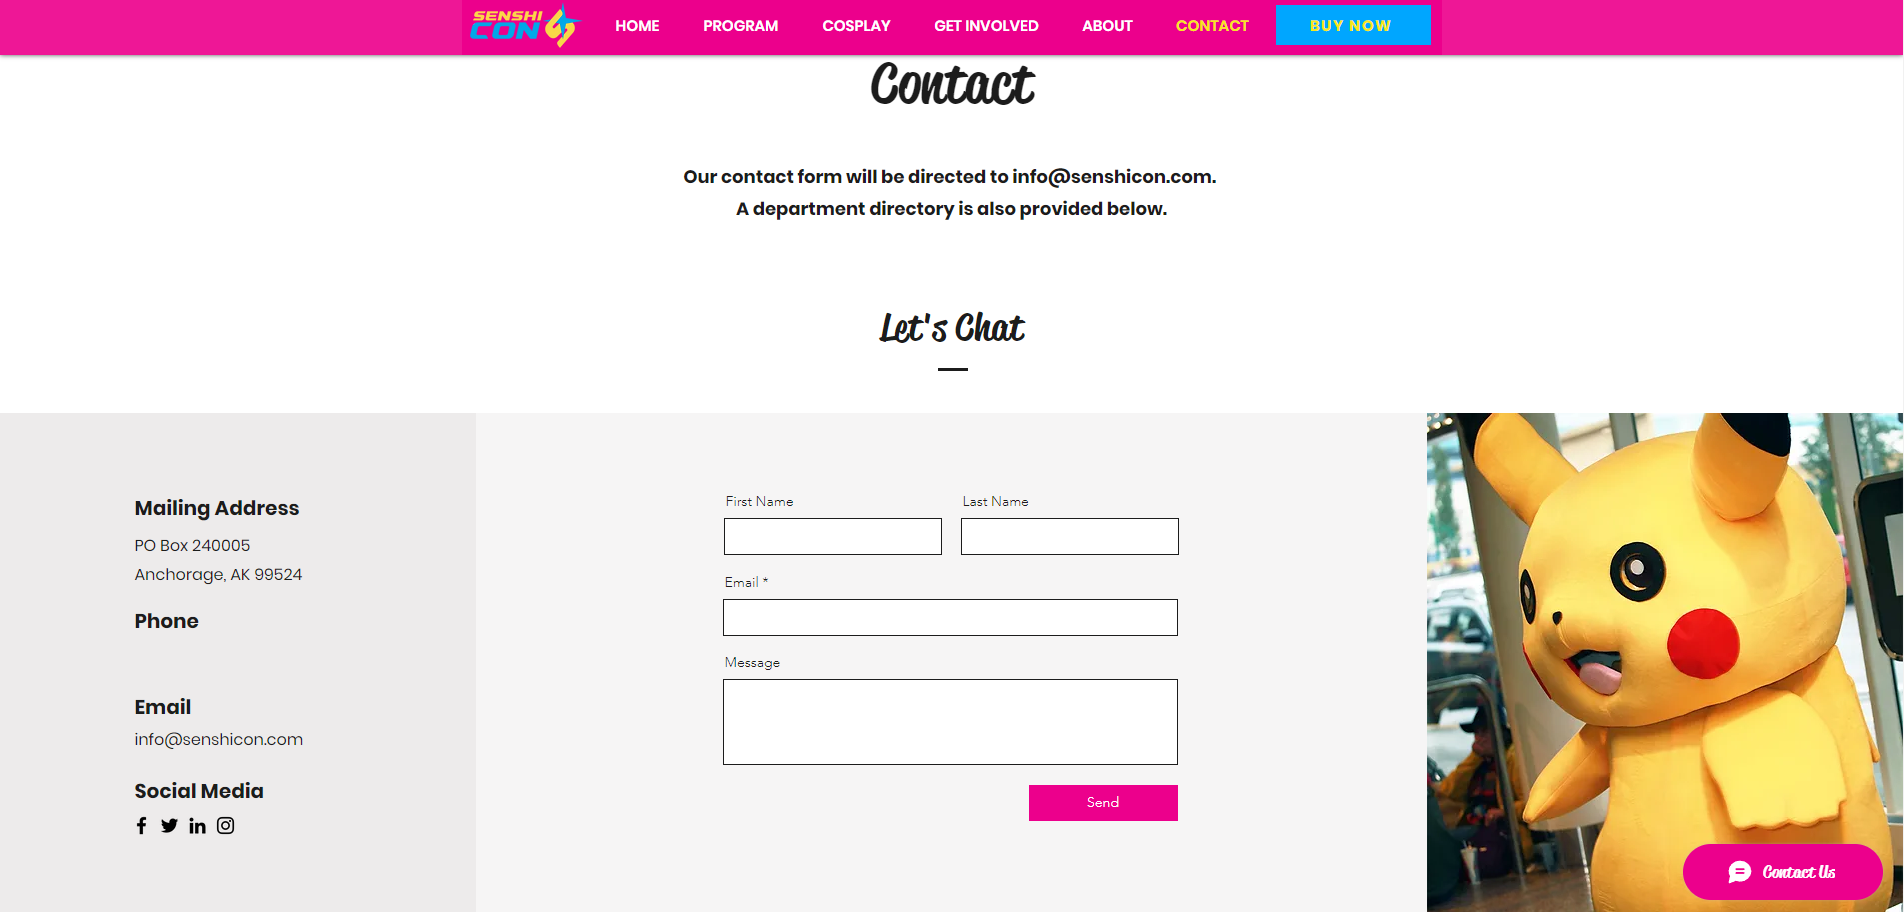 SENSHI
CON
HOME PROGRAM COSPLAY GET INVOLVED ABOUT CONTACT BUY NOW
Contact
Our contact form will be directed to info@senshicon.com.
A department directory is also provided below.
Let's Chat
Mailing Address
PO Box 240005
Anchorage, AK 99524
Phone
Email
info@senshicon.com
Social Media
First Name Last Name
Email *
Message
Send
Contact Us